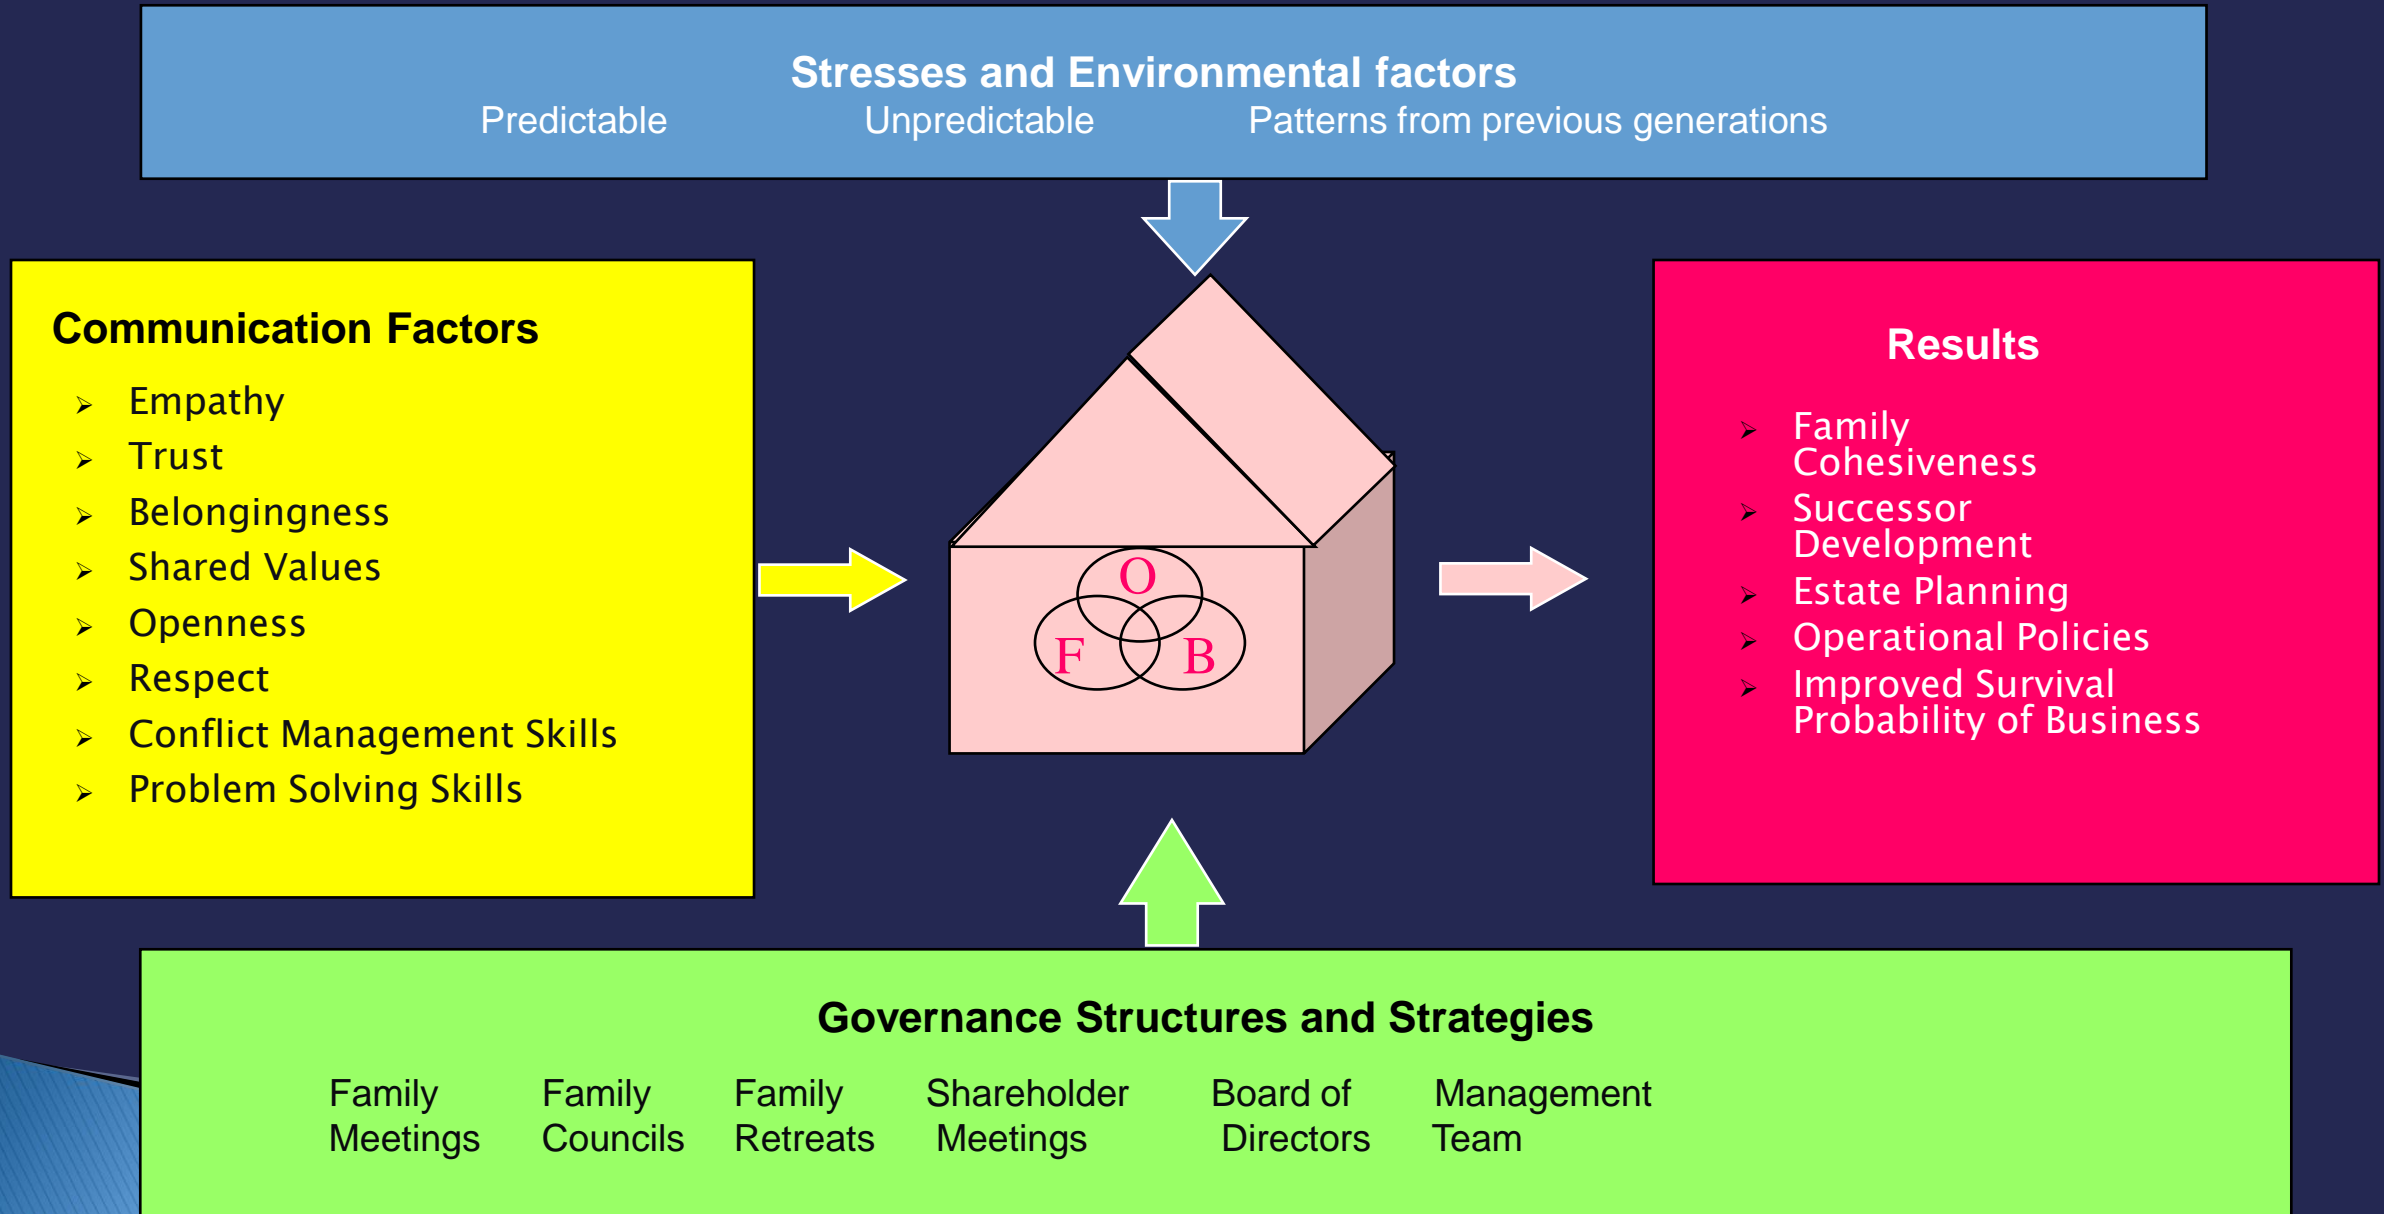 Stresses and Environmental factors
Predictable Unpredictable Patterns from previous generations
Communication Factors
➢ Empathy
➢ Trust
➢ Belongingness
➢ Shared Values
➢ Openness
➢ Respect
➢ Conflict Management Skills
➢ Problem Solving Skills
O
F B
Results
➢ Family
Cohesiveness
➢ Successor
Development
➢ Estate Planning
➢ Operational Policies
➢ Improved Survival
Probability of Business
Governance Structures and Strategies
Family Family Family Shareholder Board of Management
Meetings Councils Retreats Meetings Directors Team